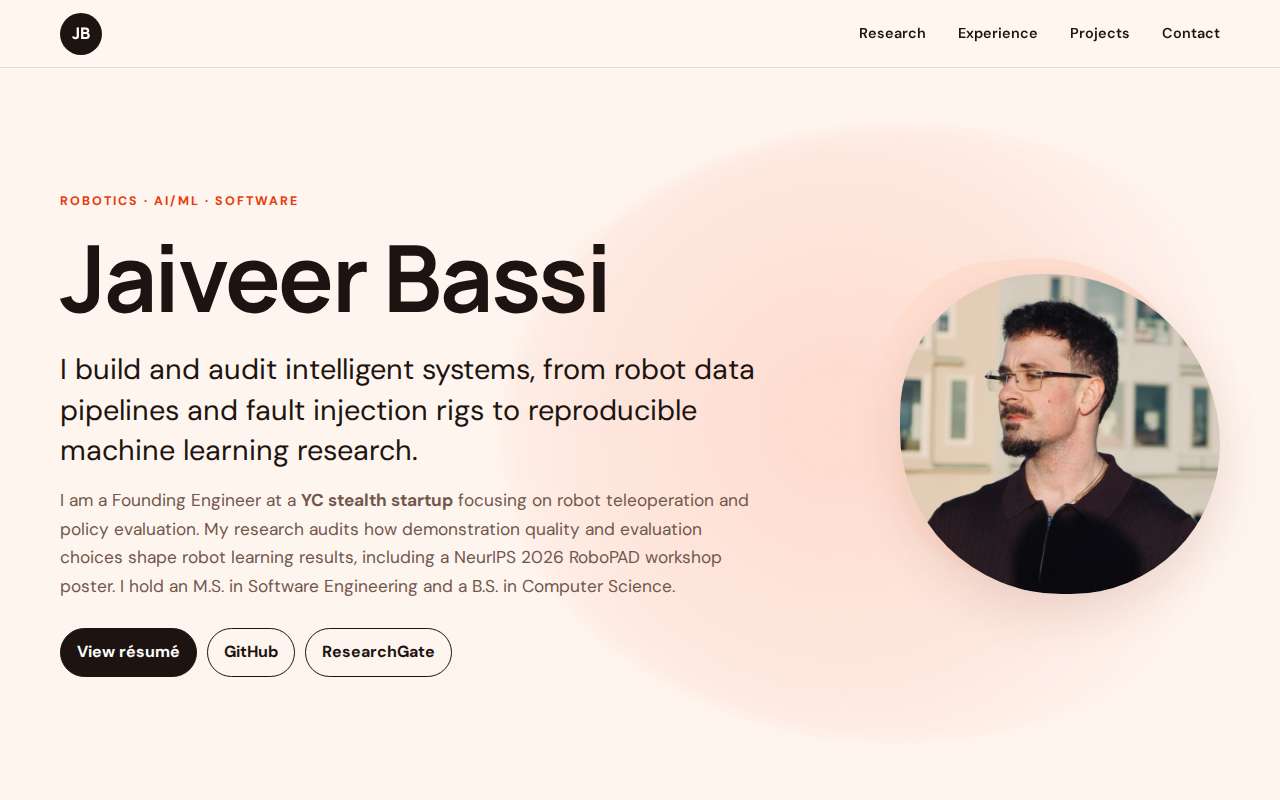 JB
Research Experience Projects Contact
ROBOTICS · AI/ML · SOFTWARE
Jaiveer Bassi
I build and audit intelligent systems, from robot data
pipelines and fault injection rigs to reproducible
machine learning research.
I am a Founding Engineer at a YC stealth startup focusing on robot teleoperation and
policy evaluation. My research audits how demonstration quality and evaluation
choices shape robot learning results, including a NeurIPS 2026 RoboPAD workshop
poster. I hold an M.S. in Software Engineering and a B.S. in Computer Science.
View résumé GitHub ResearchGate